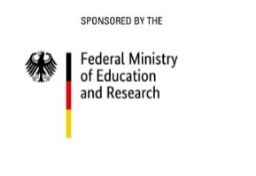 SPONSORED BY THE
Federal Ministry
of Education
and Research